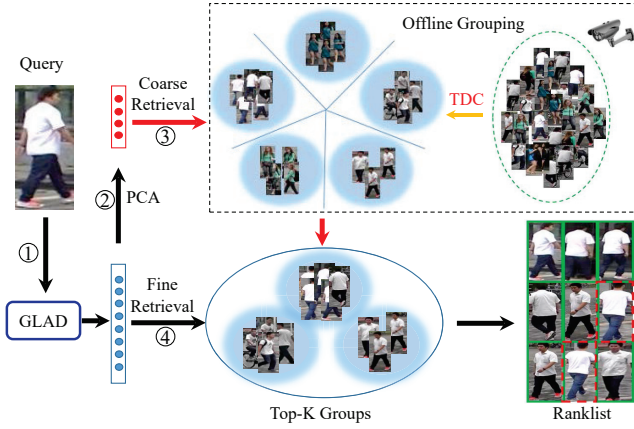 Offline Grouping
Query
Coarse
Retrieval
③
TDC
②
PCA
①
GLAD
Fine
Retrieval
④
Top-K Groups
Ranklist